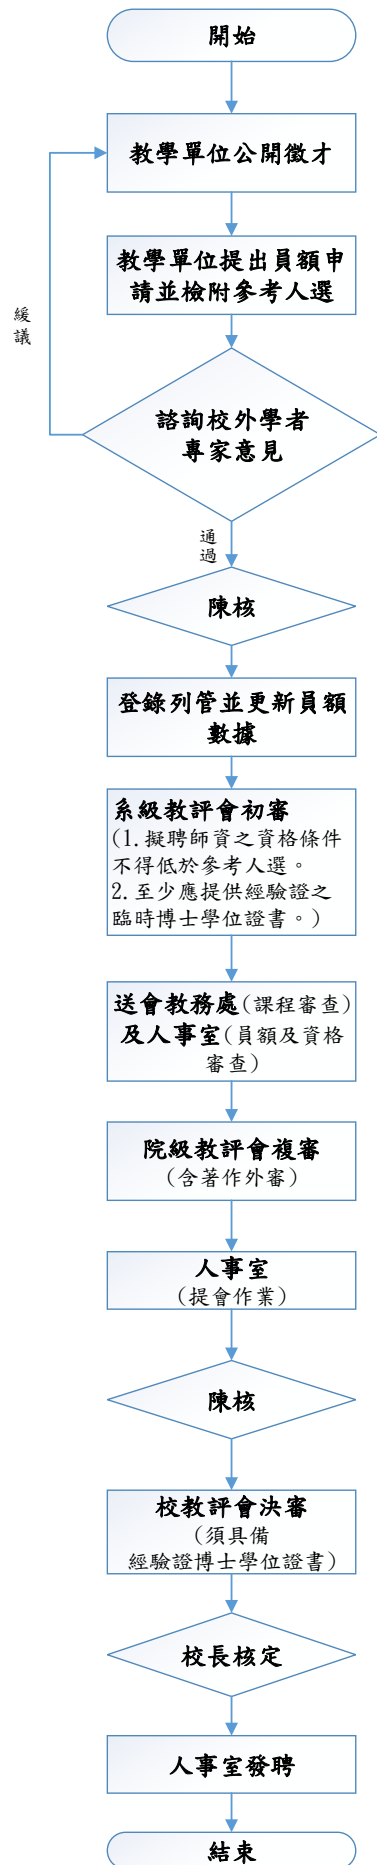 開始
教學單位公開徵才
教學單位提出員額申
請並檢附參考人選
緩
議
諮詢校外學者
專家意見
通
過
陳核
登錄列管並更新員額
數據
系級教評會初審
(1.擬聘師資之資格條件
不得低於參考人選。
2.至少應提供經驗證之
臨時博士學位證書。)
送會教務處(課程審查)
及人事室(員額及資格
審查)
院級教評會複審
(含著作外審)
人事室
(提會作業)
陳核
校教評會決審
(須具備
經驗證博士學位證書)
校長核定
人事室發聘
結束